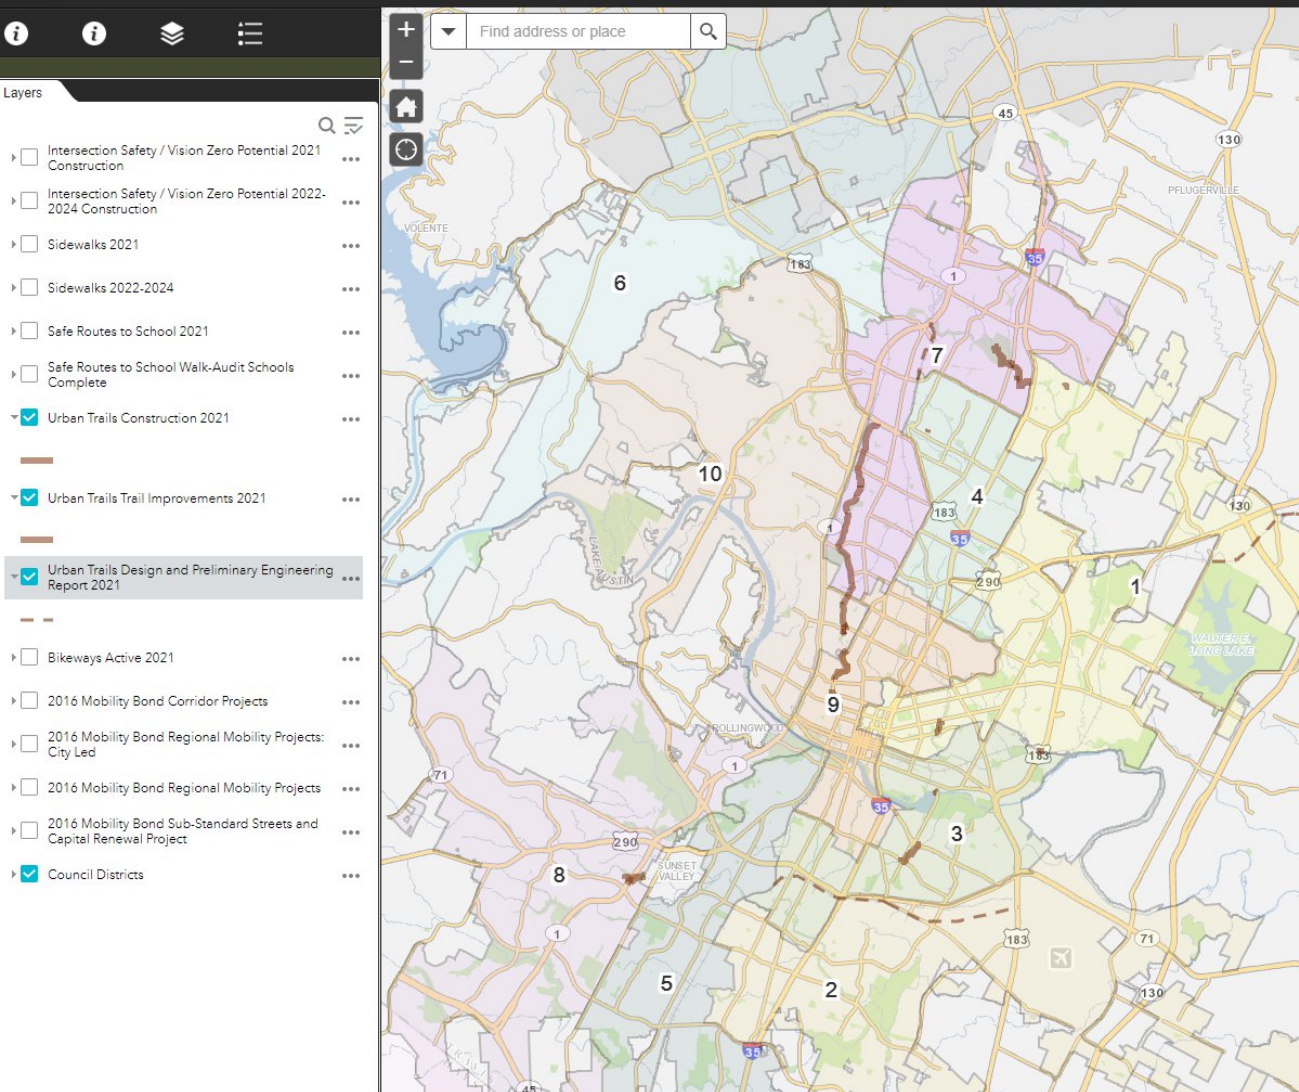 Find address or place
Layers
Intersection Safety / Vision Zero Potential 2021
Construction
Intersection Safety / Vision Zero Potential 2022-
2024 Construction
Sidewalks 2021
Sidewalks 2022-2024
Safe Routes to School 2021
Safe Routes to School Walk-Audit Schools
Complete
Urban Trails Construction 2021
Urban Trails Trail Improvements 2021
Urban Trails Design and Preliminary Engineering
Report 2021
Bikeways Active 2021
2016 Mobility Bond Corridor Projects
2016 Mobility Bond Regional Mobility Projects:
City Led
2016 Mobility Bond Regional Mobility Projects
2016 Mobility Bond Sub-Standard Streets and
Capital Renewal Project
Council Districts
45
130
PFLUGERVILLE
VOLENTE
183
35
1
6
7
10
4
183
130
1
35
LAKE AUSTIN
290
1
WALTER E
LONG LAKE
9
ROLLINGWOOD
183
1
71
35
3
290
SUNSET
VALLEY
8
1
183
71
5
2
130
35
45